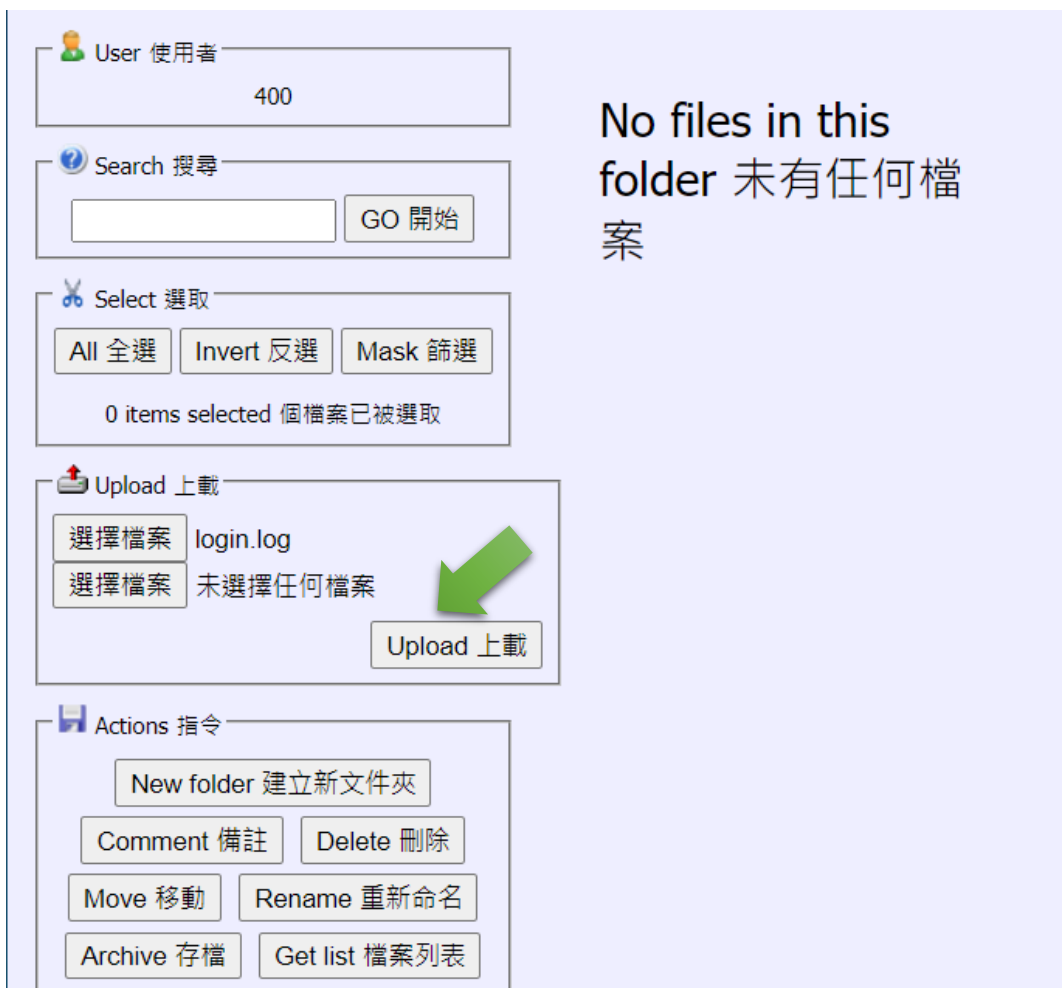 User 使用者
400
Search 搜尋
GO 開始
Select 選取
All 全選 Invert 反選 Mask 篩選
0 items selected 個檔案已被選取
Upload 上載
選擇檔案 login.log
選擇檔案 未選擇任何檔案
Upload 上載
Actions 指令
New folder 建立新文件夾
Comment 備註 Delete 刪除
Move 移動 Rename 重新命名
Archive 存檔 Get list 檔案列表
No files in this
folder 未有任何檔
案